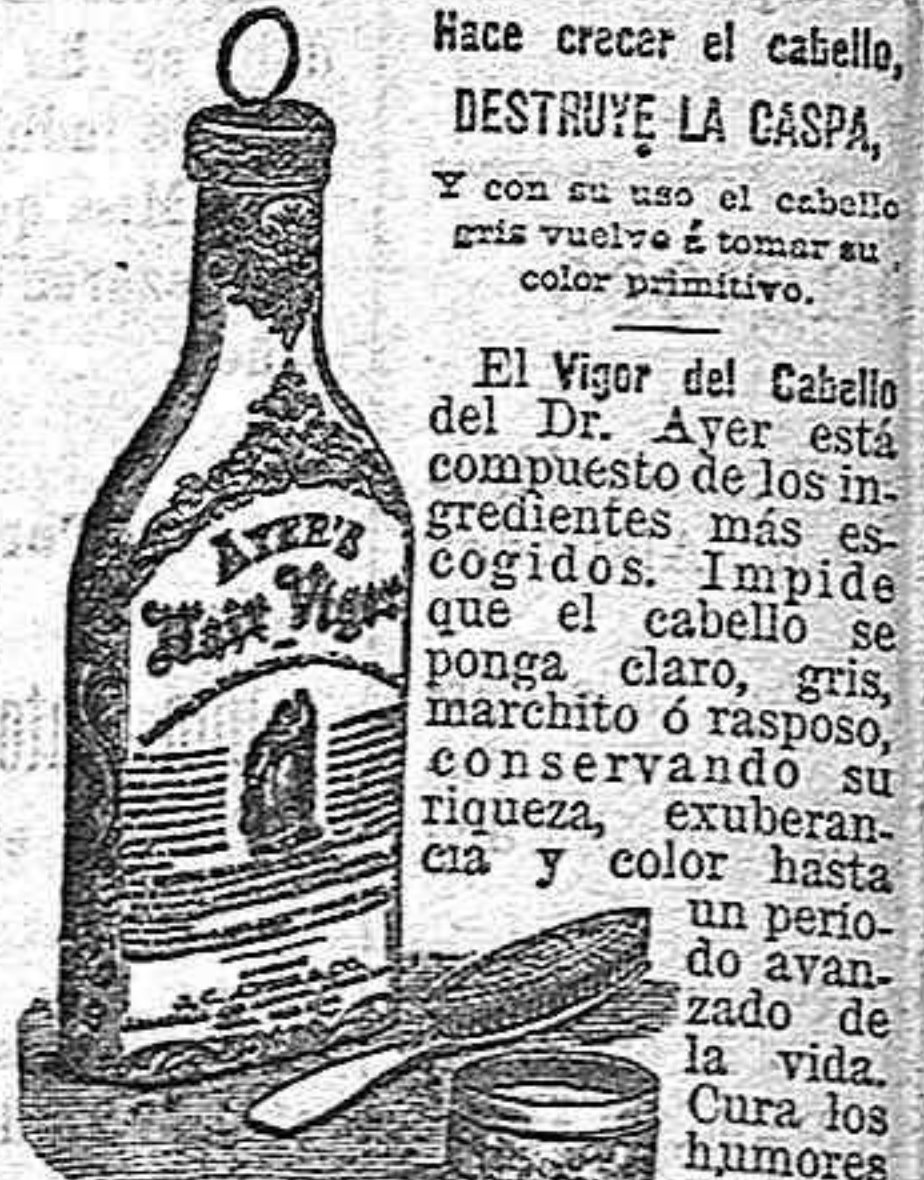 Hace crecer el cabello,
DESTRUYE LA CASPA,
Y con su uso el cabello
gris vuelve á tomar su
color primitivo.
El Vigor del Cabello
del Dr. Ayer está
compuesto de los in-
gredientes más es-
cogidos. Impide
que el cabello se
ponga claro, gris,
marchito ó rasposo,
conservando su
riqueza, exuberan-
cia y color hasta
un perío-
do avan-
zado de
la vida.
Cura los
humores
AYER'S
Hair Vigor